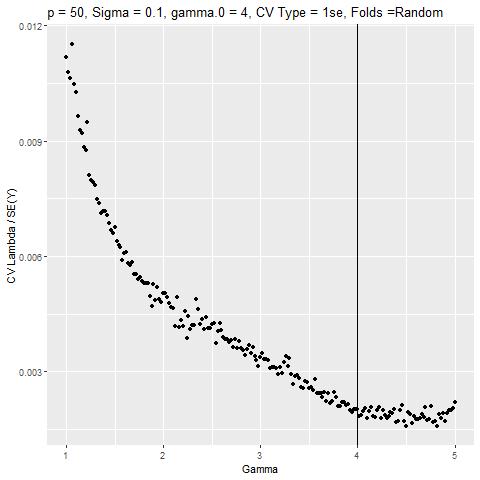 p = 50, Sigma = 0.1, gamma.0 = 4, CV Type = 1se, Folds =Random
0.012
0.009
0.006
0.003
CV Lambda / SE(Y)
1 2 3 4 5
Gamma